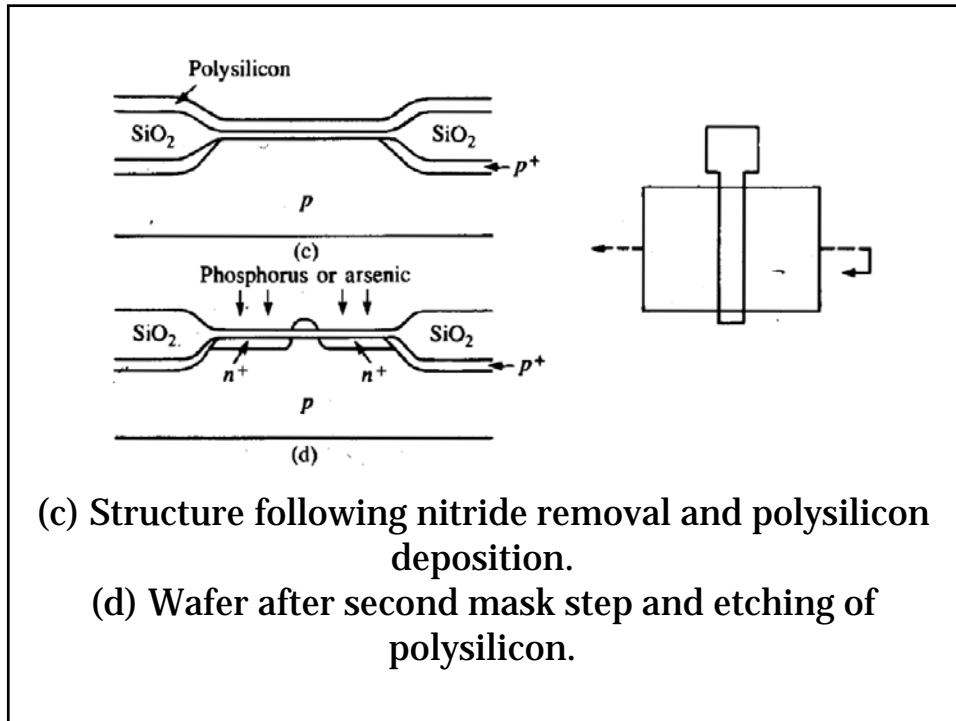 Polysilicon
SiO₂
SiO₂
p⁺
p
(c)
Phosphorus or arsenic
SiO₂.
SiO₂
n⁺
n⁺
p⁺
p
(d)
(c) Structure following nitride removal and polysilicon
deposition.
(d) Wafer after second mask step and etching of
polysilicon.